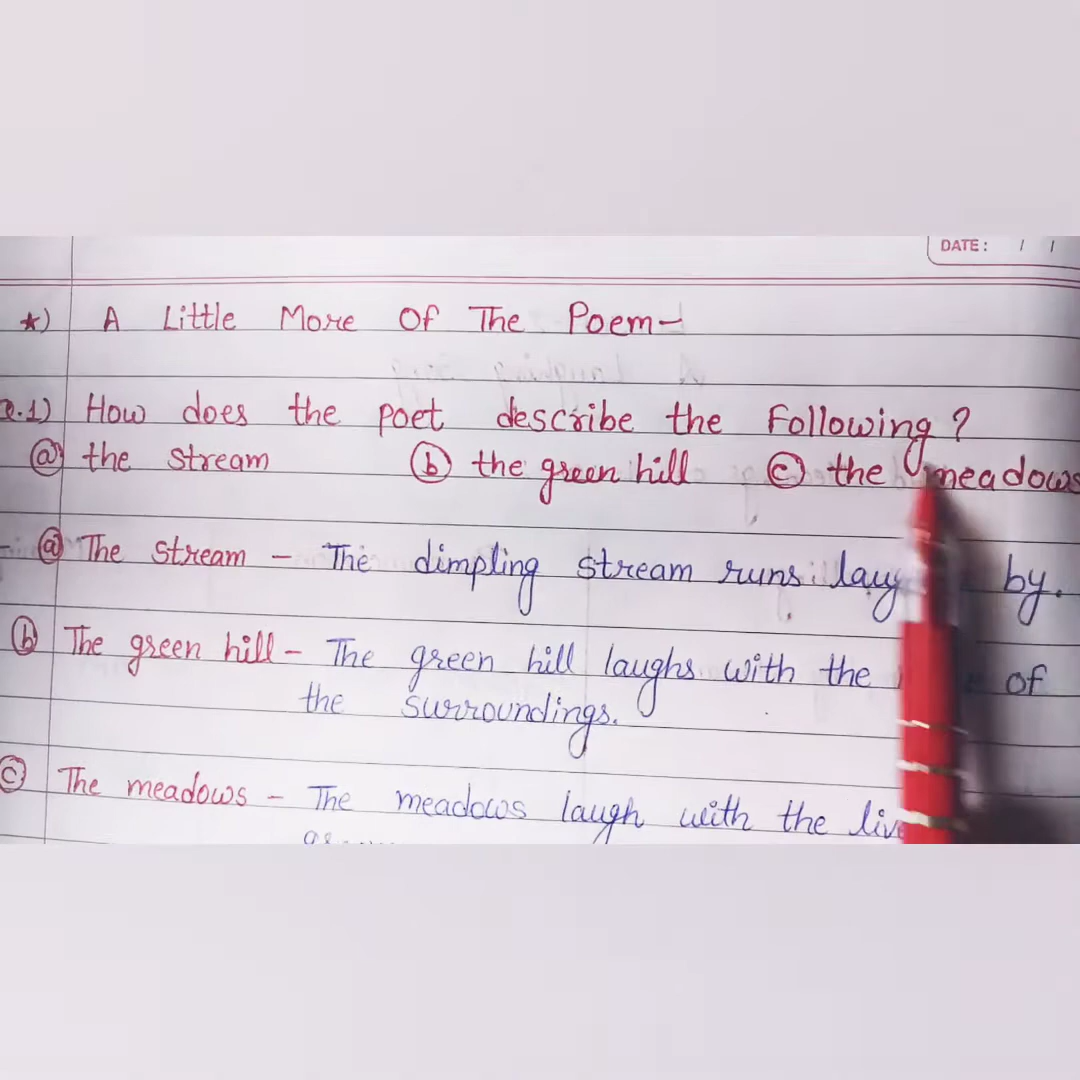 DATE: / /
*) A Little More Of The Poem-
Q.1) How does the poet describe the Following?
ⓐ the stream ⓑ the green hill ⓒ the meadows
- ⓐ The stream - The dimpling stream runs by.
ⓑ The green hill - The green hill laughs with the of
the surroundings.
ⓒ The meadows - The meadows laugh with the